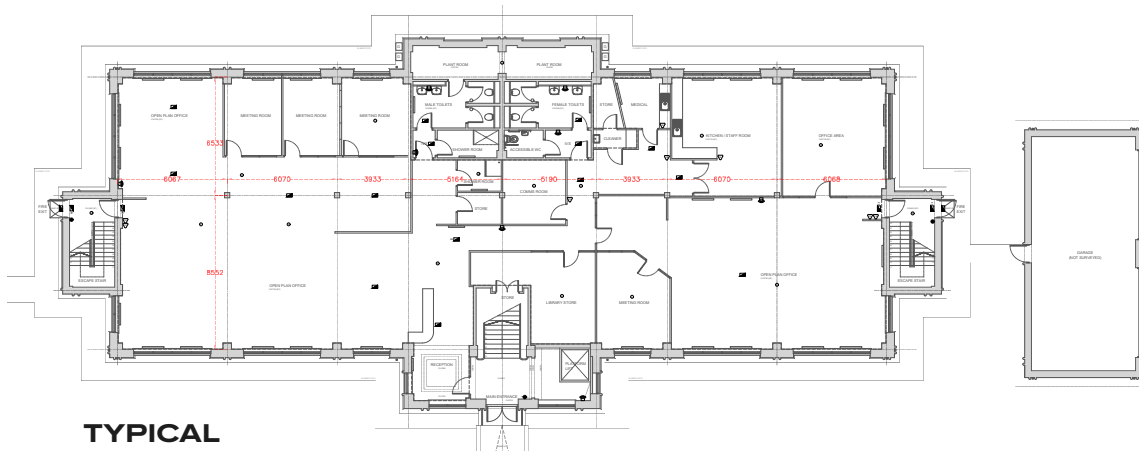 PLANT ROOM
PLANT ROOM
OPEN PLAN OFFICE
MEETING ROOM
MEETING ROOM
MEETING ROOM
MALE TOILETS
FEMALE TOILETS
STORE
MEDICAL
KITCHEN / STAFF ROOM
OFFICE AREA
CLEANER
6533
SHOWER ROOM
ACCESSIBLE WC
6067
6070
3933
5164
5190
3933
6070
6068
COMMS ROOM
STORE
FIRE
EXIT
FIRE
EXIT
GARAGE
(NOT SURVEYED)
8552
ESCAPE STAIR
OPEN PLAN OFFICE
STORE
LIBRARY STORE
MEETING ROOM
OPEN PLAN OFFICE
ESCAPE STAIR
RECEPTION
PLATFORM
LIFT
MAIN ENTRANCE
TYPICAL